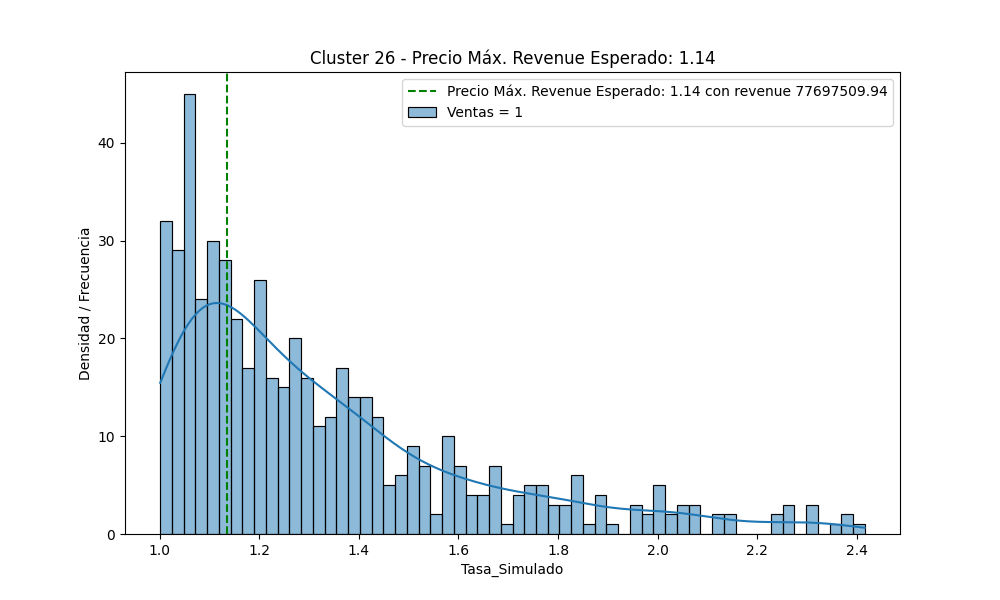 Cluster 26 - Precio Máx. Revenue Esperado: 1.14
Precio Máx. Revenue Esperado: 1.14 con revenue 77697509.94
Ventas = 1
Densidad / Frecuencia
40
30
20
10
0
1.0 1.2 1.4 1.6 1.8 2.0 2.2 2.4
Tasa_Simulado